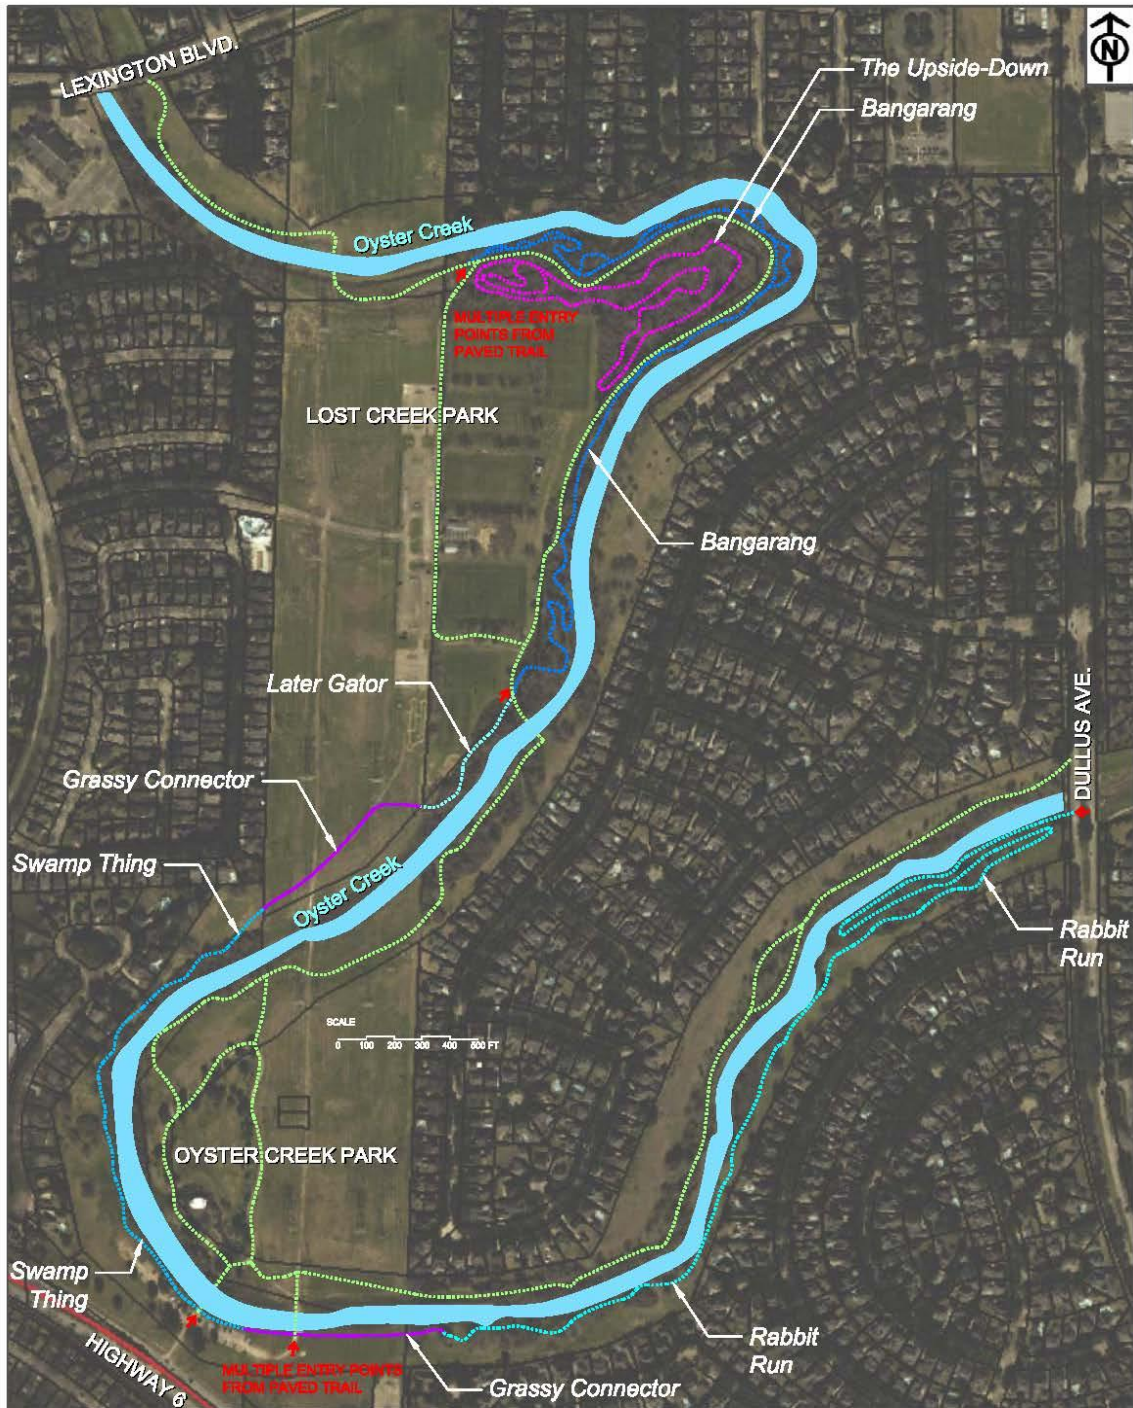 LEXINGTON BLVD.
N
The Upside-Down
Bangarang
Oyster Creek
MULTIPLE ENTRY
POINTS FROM
PAVED TRAIL
LOST CREEK PARK
Bangarang
Later Gator
DULLUS AVE.
Grassy Connector
Swamp Thing
Oyster Creek
Rabbit
Run
SCALE
0 100 200 300 400 500 FT
OYSTER CREEK PARK
Swamp
Thing
Rabbit
Run
HIGHWAY 6
MULTIPLE ENTRY POINTS
FROM PAVED TRAIL
Grassy Connector